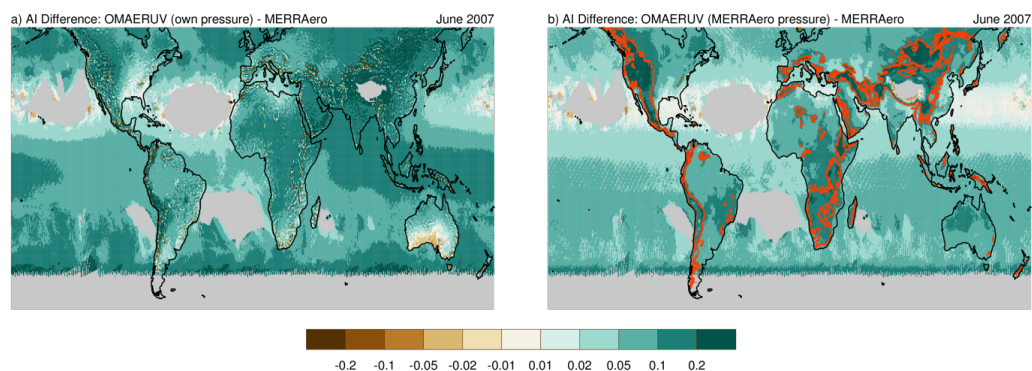 a) AI Difference: OMAERUV (own pressure) - MERRAero June 2007
b) AI Difference: OMAERUV (MERRAero pressure) - MERRAero June 2007
-0.2 -0.1 -0.05 -0.02 -0.01 0.01 0.02 0.05 0.1 0.2